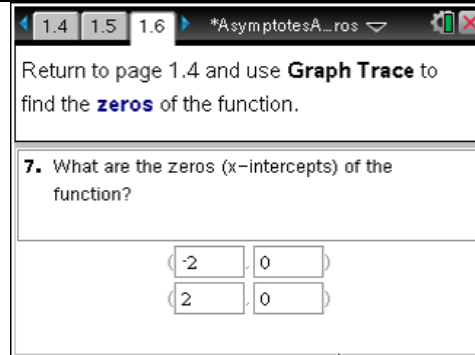 1.4 1.5 1.6 *AsymptotesA…ros
Return to page 1.4 and use Graph Trace to
find the zeros of the function.
7. What are the zeros (x-intercepts) of the
function?
(-2, 0)
(2, 0)